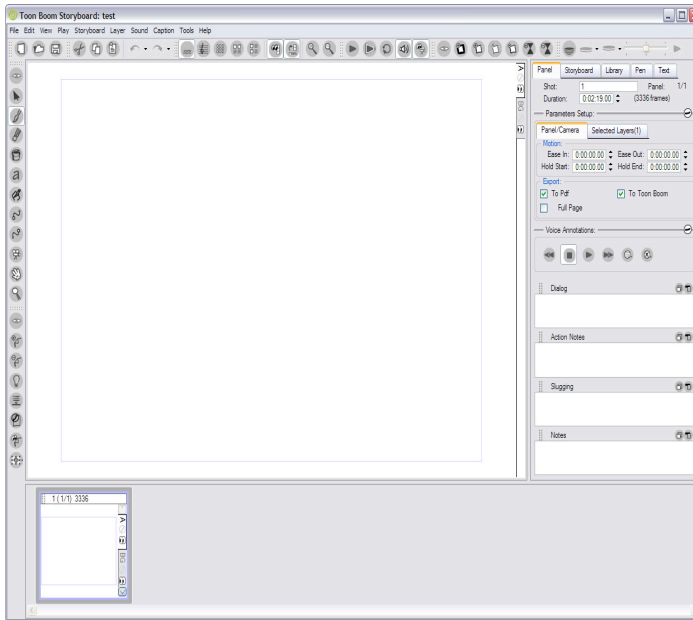 Toon Boom Storyboard: test
File Edit View Play Storyboard Layer Sound Caption Tools Help
Panel Storyboard Library Pen Text
Shot: 1 Panel: 1/1
Duration: 0:02:19.00 (3336 frames)
Parameters Setup:
Panel/Camera Selected Layers(1)
Motion:
Ease In: 0:00:00.00 Ease Out: 0:00:00.00
Hold Start: 0:00:00.00 Hold End: 0:00:00.00
Export:
To Pdf To Toon Boom
Full Page
Voice Annotations:
Dialog
Action Notes
Slugging
Notes
A
BG
1 (1/1) 3336
A
BG